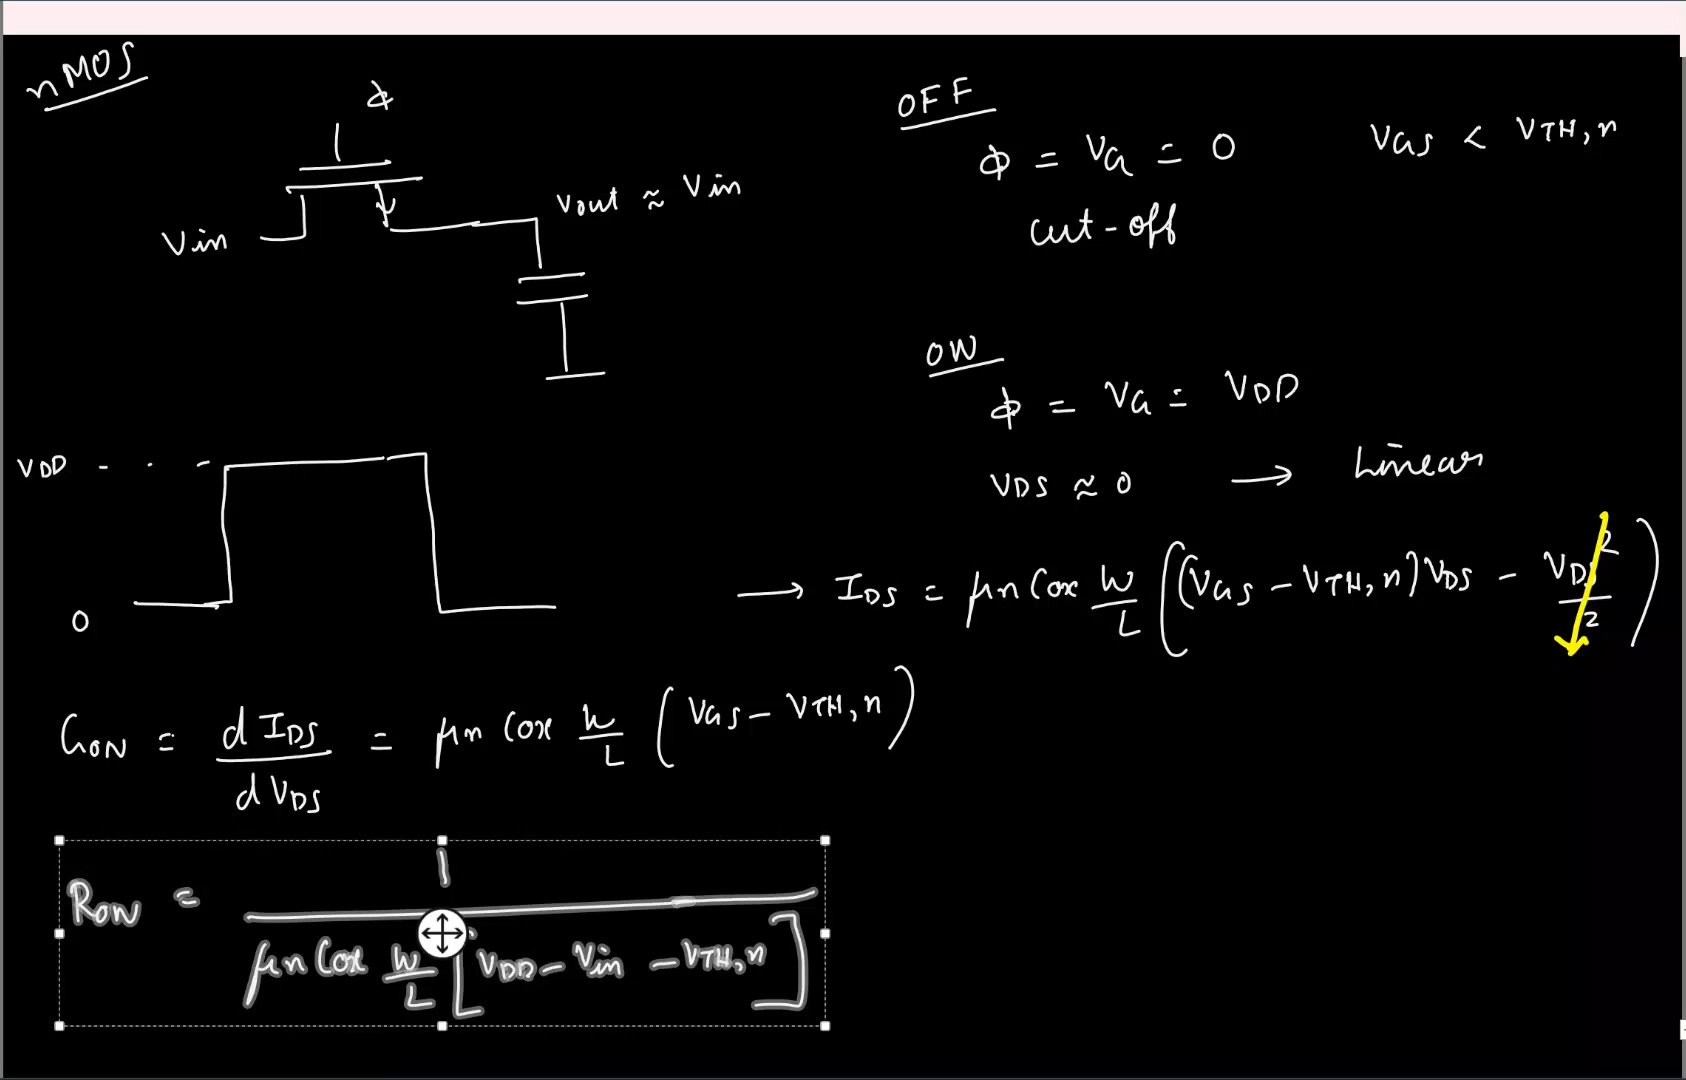 nMOS
ϕ
Vin
Vout ≈ Vin
OFF
ϕ = VG = 0 VGS < VTH,n
cut-off
ON
ϕ = VG = VDD
VDS ≈ 0 → Linear
VDD
0
→ IDS = μn Cox W/L ((VGS − VTH,n) VDS − VDS²/2)
GON = d IDS / d VDS = μn Cox W/L (VGS − VTH,n)
RON = 1 / μn Cox W/L [VDD − Vin − VTH,n]